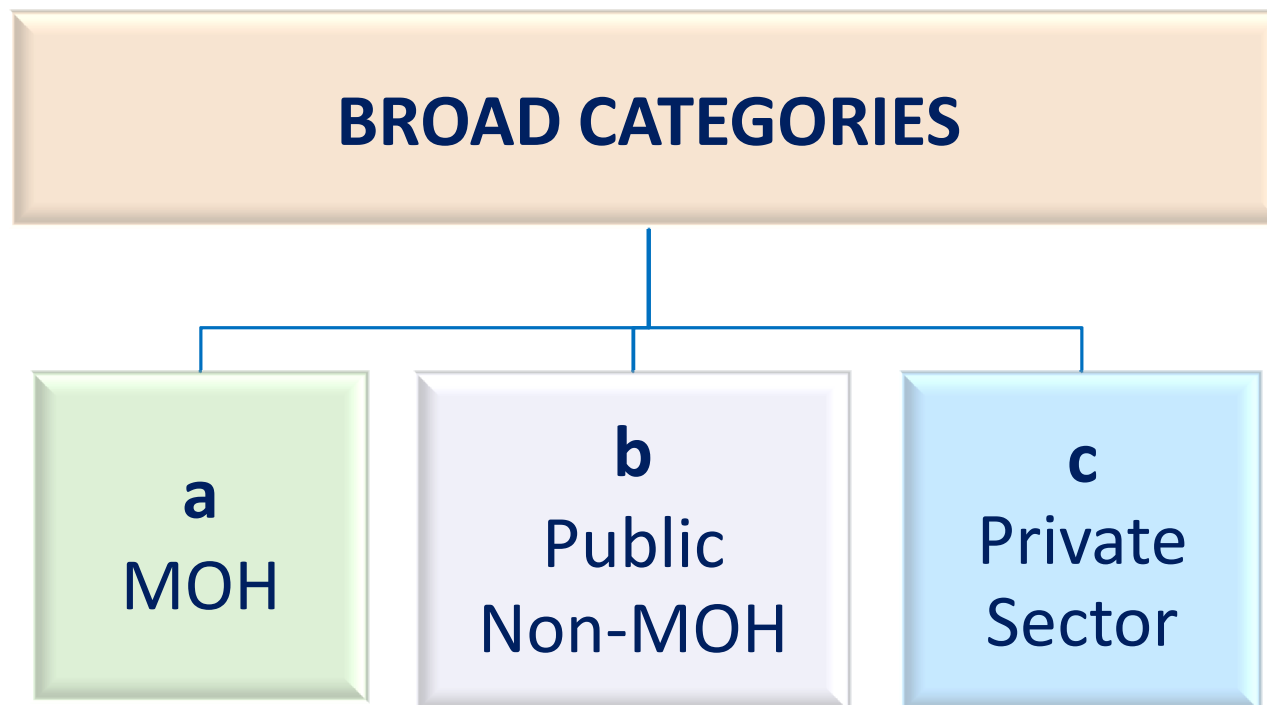 BROAD CATEGORIES
a
MOH
b
Public
Non-MOH
c
Private
Sector